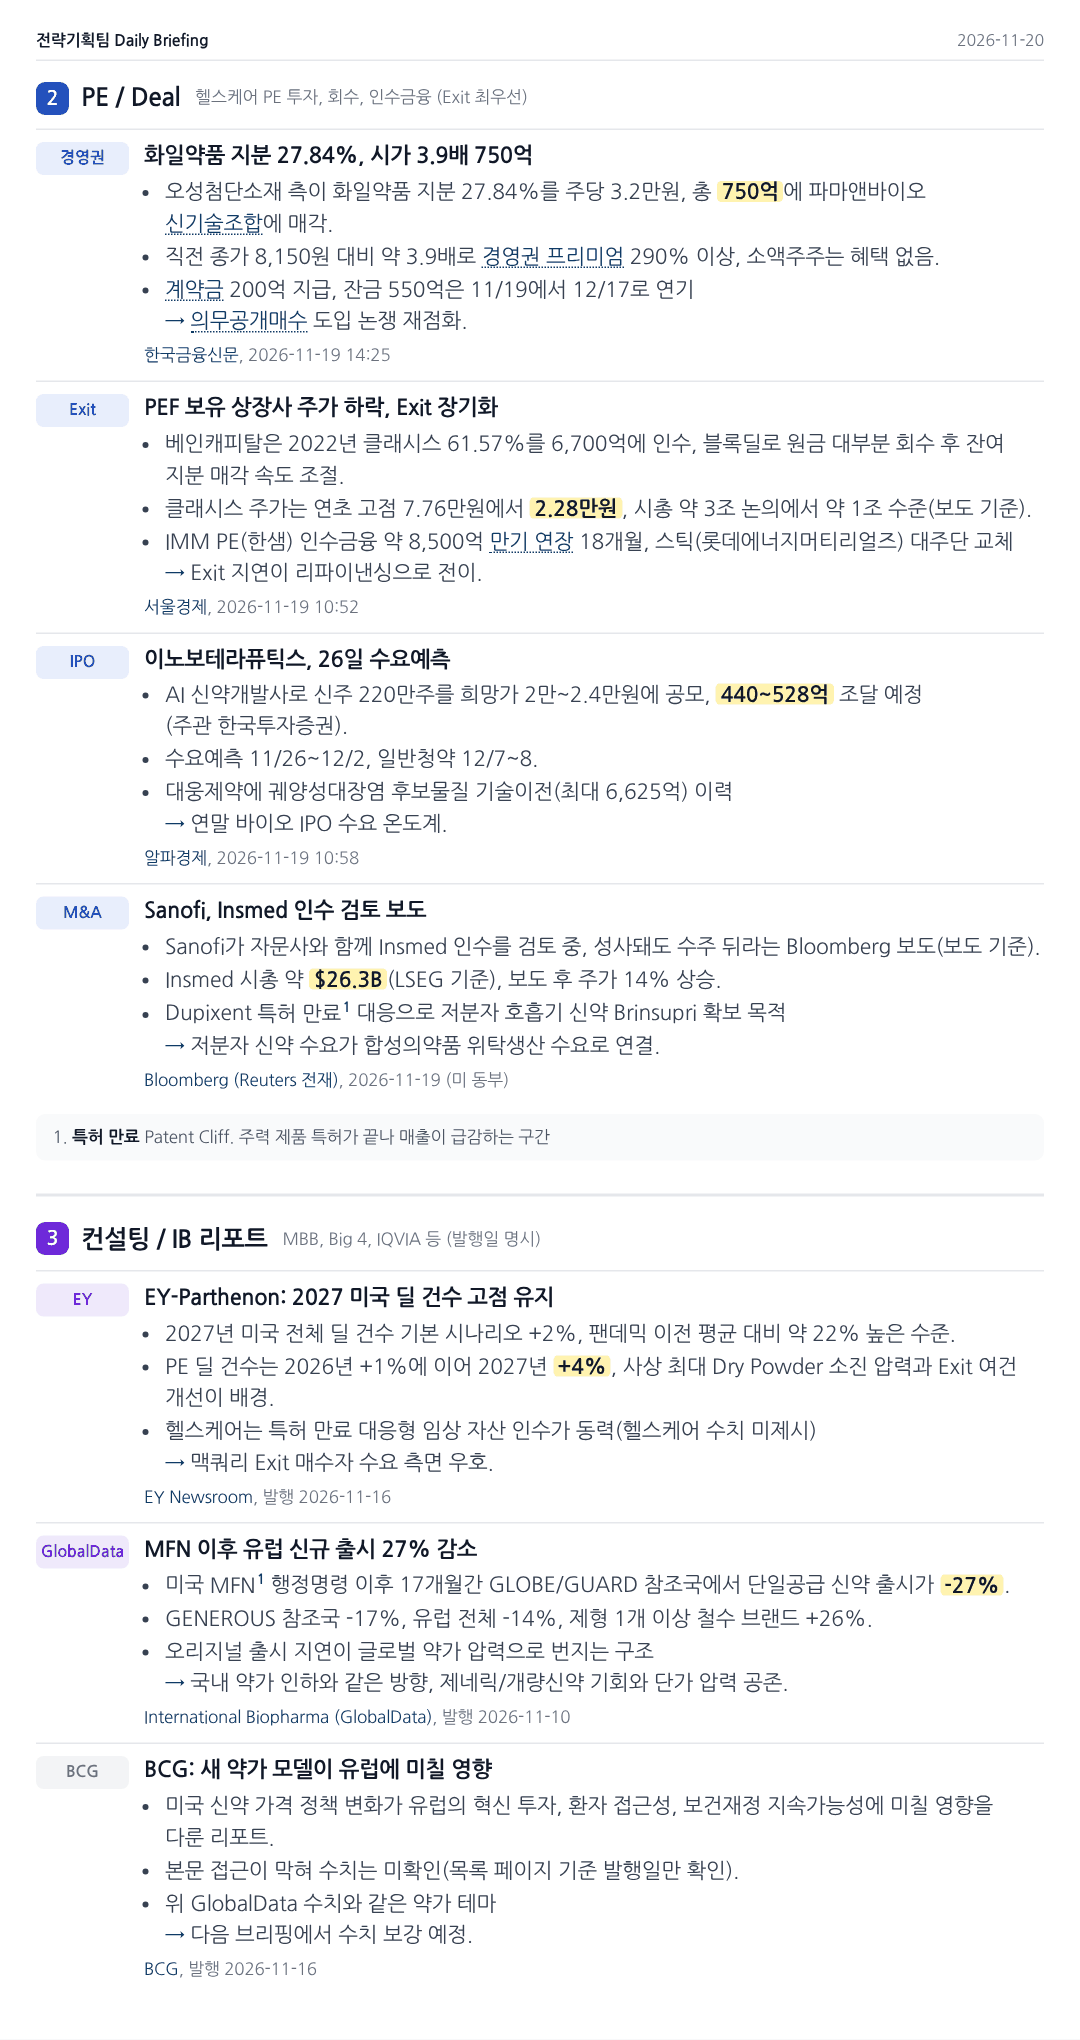 전략기획팀 Daily Briefing
2026-11-20
2 PE / Deal 헬스케어 PE 투자, 회수, 인수금융 (Exit 최우선)
경영권
화일약품 지분 27.84%, 시가 3.9배 750억
• 오성첨단소재 측이 화일약품 지분 27.84%를 주당 3.2만원, 총 750억에 파마앤바이오
신기술조합에 매각.
• 직전 종가 8,150원 대비 약 3.9배로 경영권 프리미엄 290% 이상, 소액주주는 혜택 없음.
• 계약금 200억 지급, 잔금 550억은 11/19에서 12/17로 연기
→ 의무공개매수 도입 논쟁 재점화.
한국금융신문, 2026-11-19 14:25
Exit
PEF 보유 상장사 주가 하락, Exit 장기화
• 베인캐피탈은 2022년 클래시스 61.57%를 6,700억에 인수, 블록딜로 원금 대부분 회수 후 잔여
지분 매각 속도 조절.
• 클래시스 주가는 연초 고점 7.76만원에서 2.28만원, 시총 약 3조 논의에서 약 1조 수준(보도 기준).
• IMM PE(한샘) 인수금융 약 8,500억 만기 연장 18개월, 스틱(롯데에너지머티리얼즈) 대주단 교체
→ Exit 지연이 리파이낸싱으로 전이.
서울경제, 2026-11-19 10:52
IPO
이노보테라퓨틱스, 26일 수요예측
• AI 신약개발사로 신주 220만주를 희망가 2만~2.4만원에 공모, 440~528억 조달 예정
(주관 한국투자증권).
• 수요예측 11/26~12/2, 일반청약 12/7~8.
• 대웅제약에 궤양성대장염 후보물질 기술이전(최대 6,625억) 이력
→ 연말 바이오 IPO 수요 온도계.
알파경제, 2026-11-19 10:58
M&A
Sanofi, Insmed 인수 검토 보도
• Sanofi가 자문사와 함께 Insmed 인수를 검토 중, 성사돼도 수주 뒤라는 Bloomberg 보도(보도 기준).
• Insmed 시총 약 $26.3B(LSEG 기준), 보도 후 주가 14% 상승.
• Dupixent 특허 만료¹ 대응으로 저분자 호흡기 신약 Brinsupri 확보 목적
→ 저분자 신약 수요가 합성의약품 위탁생산 수요로 연결.
Bloomberg (Reuters 전재), 2026-11-19 (미 동부)
1. 특허 만료 Patent Cliff. 주력 제품 특허가 끝나 매출이 급감하는 구간
3 컨설팅 / IB 리포트 MBB, Big 4, IQVIA 등 (발행일 명시)
EY
EY-Parthenon: 2027 미국 딜 건수 고점 유지
• 2027년 미국 전체 딜 건수 기본 시나리오 +2%, 팬데믹 이전 평균 대비 약 22% 높은 수준.
• PE 딜 건수는 2026년 +1%에 이어 2027년 +4%, 사상 최대 Dry Powder 소진 압력과 Exit 여건
개선이 배경.
• 헬스케어는 특허 만료 대응형 임상 자산 인수가 동력(헬스케어 수치 미제시)
→ 맥쿼리 Exit 매수자 수요 측면 우호.
EY Newsroom, 발행 2026-11-16
GlobalData
MFN 이후 유럽 신규 출시 27% 감소
• 미국 MFN¹ 행정명령 이후 17개월간 GLOBE/GUARD 참조국에서 단일공급 신약 출시가 -27%.
• GENEROUS 참조국 -17%, 유럽 전체 -14%, 제형 1개 이상 철수 브랜드 +26%.
• 오리지널 출시 지연이 글로벌 약가 압력으로 번지는 구조
→ 국내 약가 인하와 같은 방향, 제네릭/개량신약 기회와 단가 압력 공존.
International Biopharma (GlobalData), 발행 2026-11-10
BCG
BCG: 새 약가 모델이 유럽에 미칠 영향
• 미국 신약 가격 정책 변화가 유럽의 혁신 투자, 환자 접근성, 보건재정 지속가능성에 미칠 영향을
다룬 리포트.
• 본문 접근이 막혀 수치는 미확인(목록 페이지 기준 발행일만 확인).
• 위 GlobalData 수치와 같은 약가 테마
→ 다음 브리핑에서 수치 보강 예정.
BCG, 발행 2026-11-16